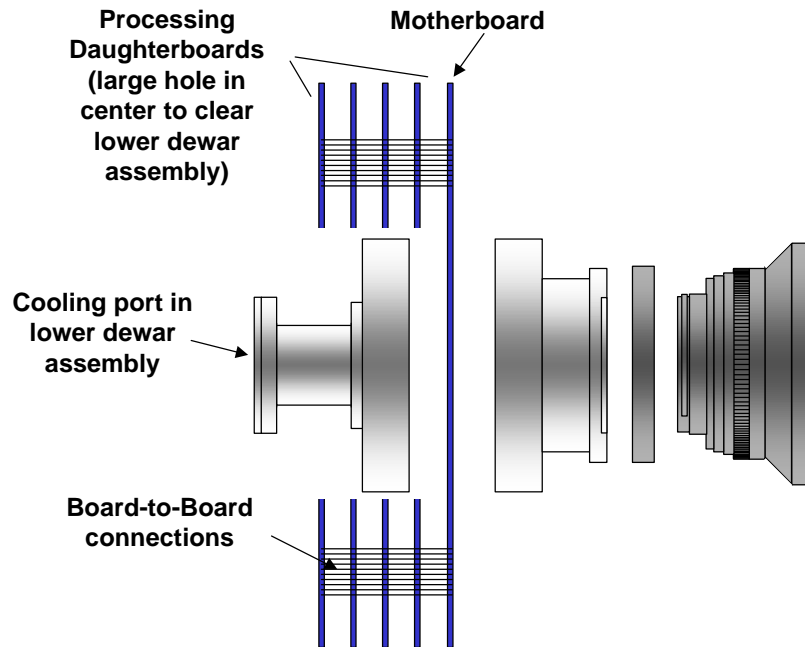 Processing
Daughterboards
(large hole in
center to clear
lower dewar
assembly)
Motherboard
Cooling port in
lower dewar
assembly
Board-to-Board
connections